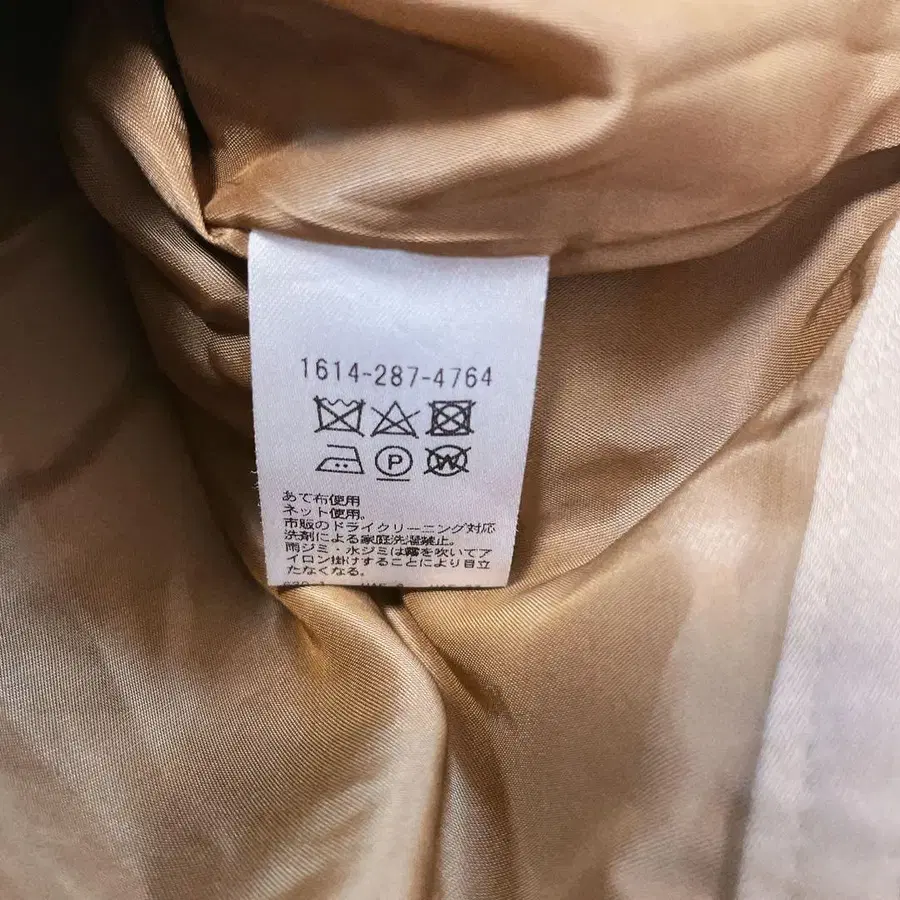 1614-287-4764
P
W
あて布使用
ネット使用。
市販のドライクリーニング対応
洗剤による家庭洗濯禁止。
雨ジミ・水ジミは霧を吹いてア
イロン掛けすることにより目立
たなくなる。